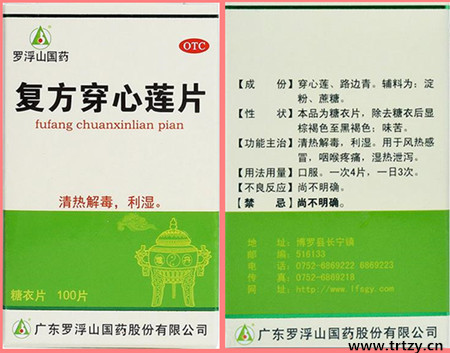 罗浮山国药
OTC
复方穿心莲片
fufang chuanxinlian pian
清热解毒，利湿。
糖衣片 100片
广东罗浮山国药股份有限公司
【成 份】穿心莲、路边青。辅料为：淀
粉、蔗糖。
【性 状】本品为糖衣片，除去糖衣后显
棕褐色至黑褐色；味苦。
【功能主治】清热解毒，利湿。用于风热感
冒，咽喉疼痛，湿热泄泻。
【用法用量】口服。一次4片，一日3次。
【不良反应】尚不明确。
【禁 忌】尚不明确。
地 址：博罗县长宁镇
邮 编：516133
电 话：0752-6869222 6869223
传 真：0752-6869218
网 址：http://www.lfsgy.com
广东罗浮山国药股份有限公司
www.trtzy.cn